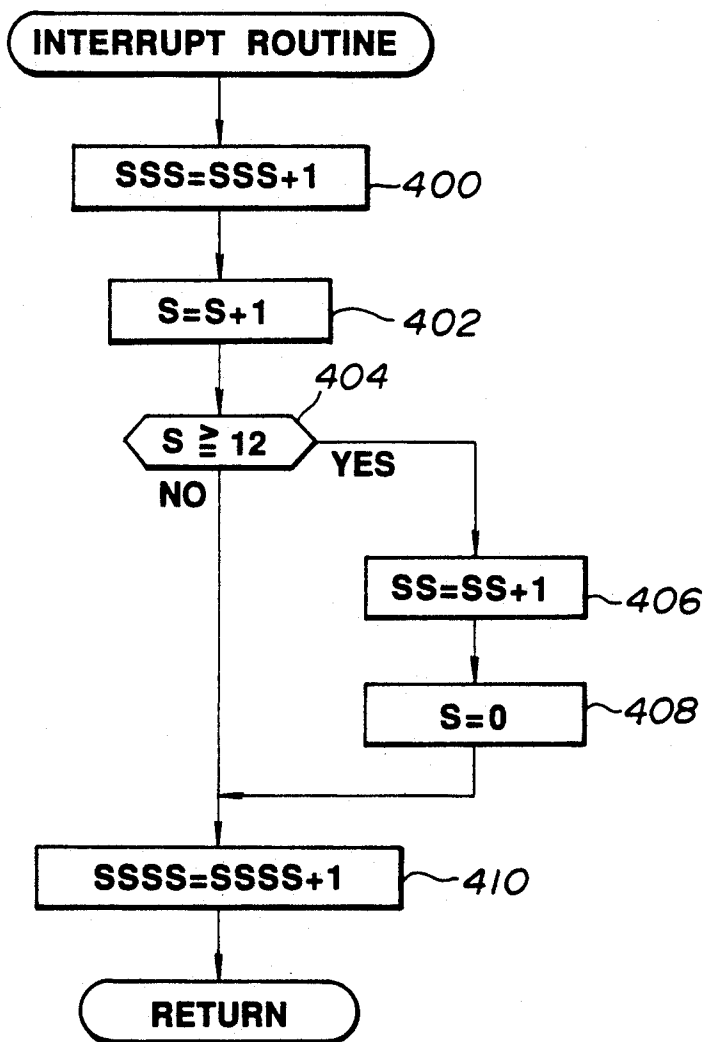 INTERRUPT ROUTINE
SSS=SSS+1
400
S=S+1
402
404
S ≧ 12
YES
NO
SS=SS+1
406
S=0
408
SSSS=SSSS+1
410
RETURN